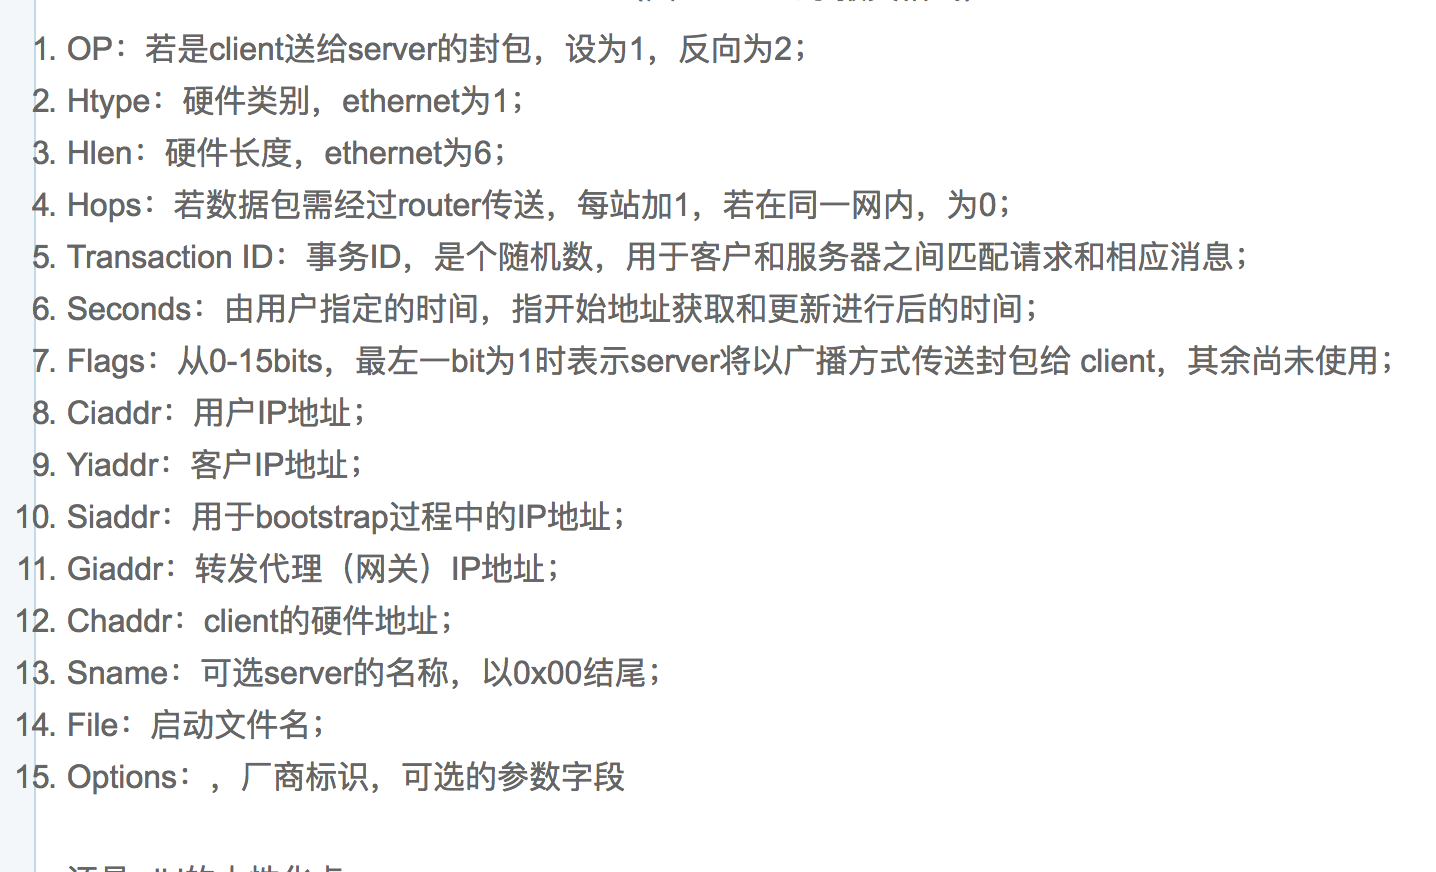 1. OP：若是client送给server的封包，设为1，反向为2；
2. Htype：硬件类别，ethernet为1；
3. Hlen：硬件长度，ethernet为6；
4. Hops：若数据包需经过router传送，每站加1，若在同一网内，为0；
5. Transaction ID：事务ID，是个随机数，用于客户和服务器之间匹配请求和相应消息；
6. Seconds：由用户指定的时间，指开始地址获取和更新进行后的时间；
7. Flags：从0-15bits，最左一bit为1时表示server将以广播方式传送封包给 client，其余尚未使用；
8. Ciaddr：用户IP地址；
9. Yiaddr：客户IP地址；
10. Siaddr：用于bootstrap过程中的IP地址；
11. Giaddr：转发代理（网关）IP地址；
12. Chaddr：client的硬件地址；
13. Sname：可选server的名称，以0x00结尾；
14. File：启动文件名；
15. Options：，厂商标识，可选的参数字段